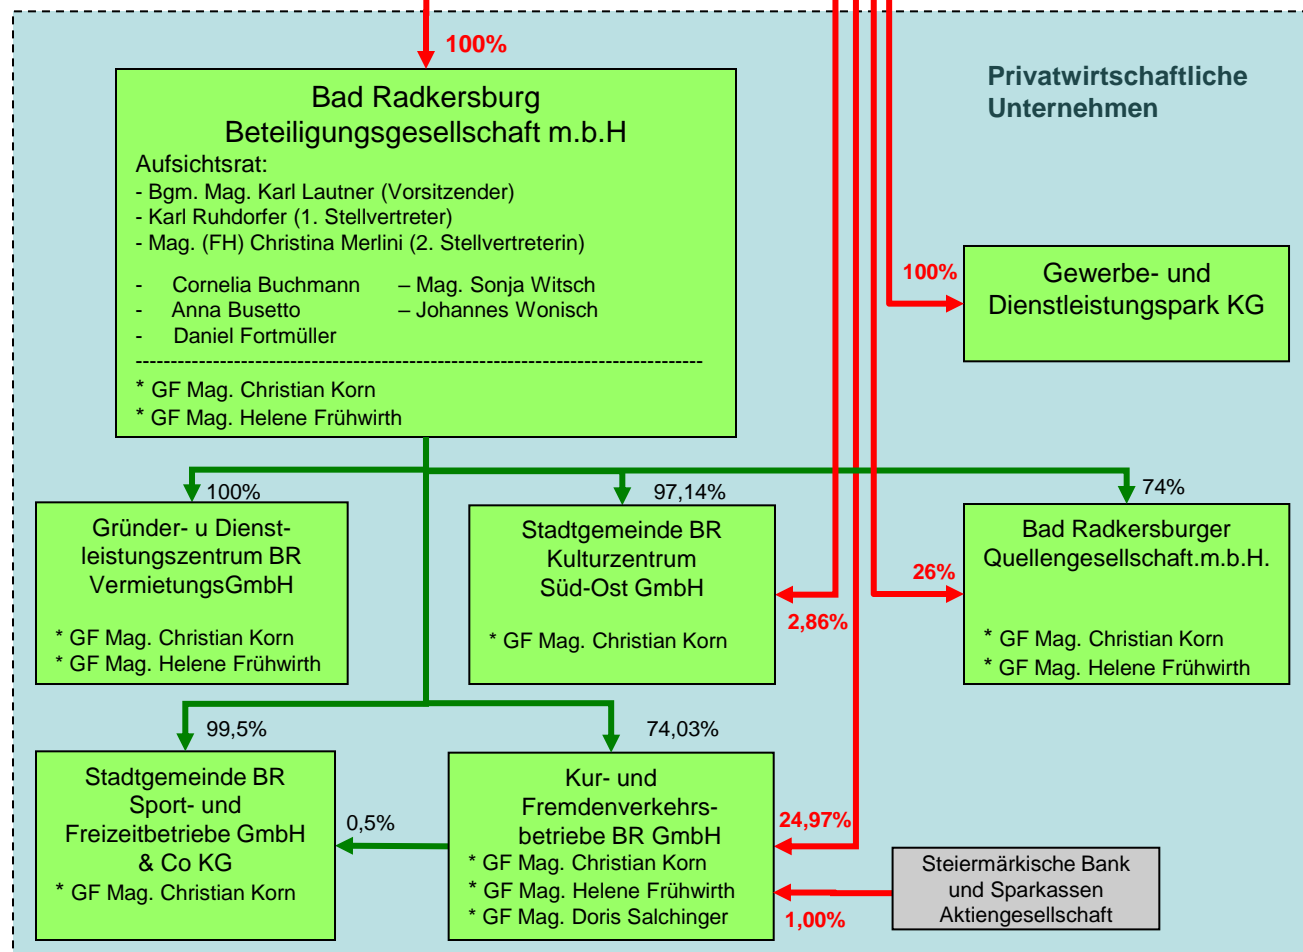 100%
Privatwirtschaftliche
Unternehmen
Bad Radkersburg
Beteiligungsgesellschaft m.b.H
Aufsichtsrat:
- Bgm. Mag. Karl Lautner (Vorsitzender)
- Karl Ruhdorfer (1. Stellvertreter)
- Mag. (FH) Christina Merlini (2. Stellvertreterin)
- Cornelia Buchmann – Mag. Sonja Witsch
- Anna Busetto – Johannes Wonisch
- Daniel Fortmüller
* GF Mag. Christian Korn
* GF Mag. Helene Frühwirth
100%
Gewerbe- und
Dienstleistungspark KG
100%
Gründer- u Dienst-
leistungszentrum BR
VermietungsGmbH
* GF Mag. Christian Korn
* GF Mag. Helene Frühwirth
97,14%
Stadtgemeinde BR
Kulturzentrum
Süd-Ost GmbH
* GF Mag. Christian Korn
2,86%
74%
26%
Bad Radkersburger
Quellengesellschaft.m.b.H.
* GF Mag. Christian Korn
* GF Mag. Helene Frühwirth
99,5%
Stadtgemeinde BR
Sport- und
Freizeitbetriebe GmbH
& Co KG
* GF Mag. Christian Korn
0,5%
74,03%
Kur- und
Fremdenverkehrs-
betriebe BR GmbH
* GF Mag. Christian Korn
* GF Mag. Helene Frühwirth
* GF Mag. Doris Salchinger
24,97%
1,00%
Steiermärkische Bank
und Sparkassen
Aktiengesellschaft